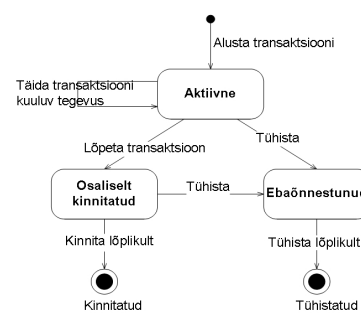 Alusta transaktsiooni
Täida transaktsiooni
kuuluv tegevus
Aktiivne
Lõpeta transaktsioon
Tühista
Osaliselt
kinnitatud
Tühista
Ebaõnnestunud
Kinnita lõplikult
Tühista lõplikult
Kinnitatud
Tühistatud